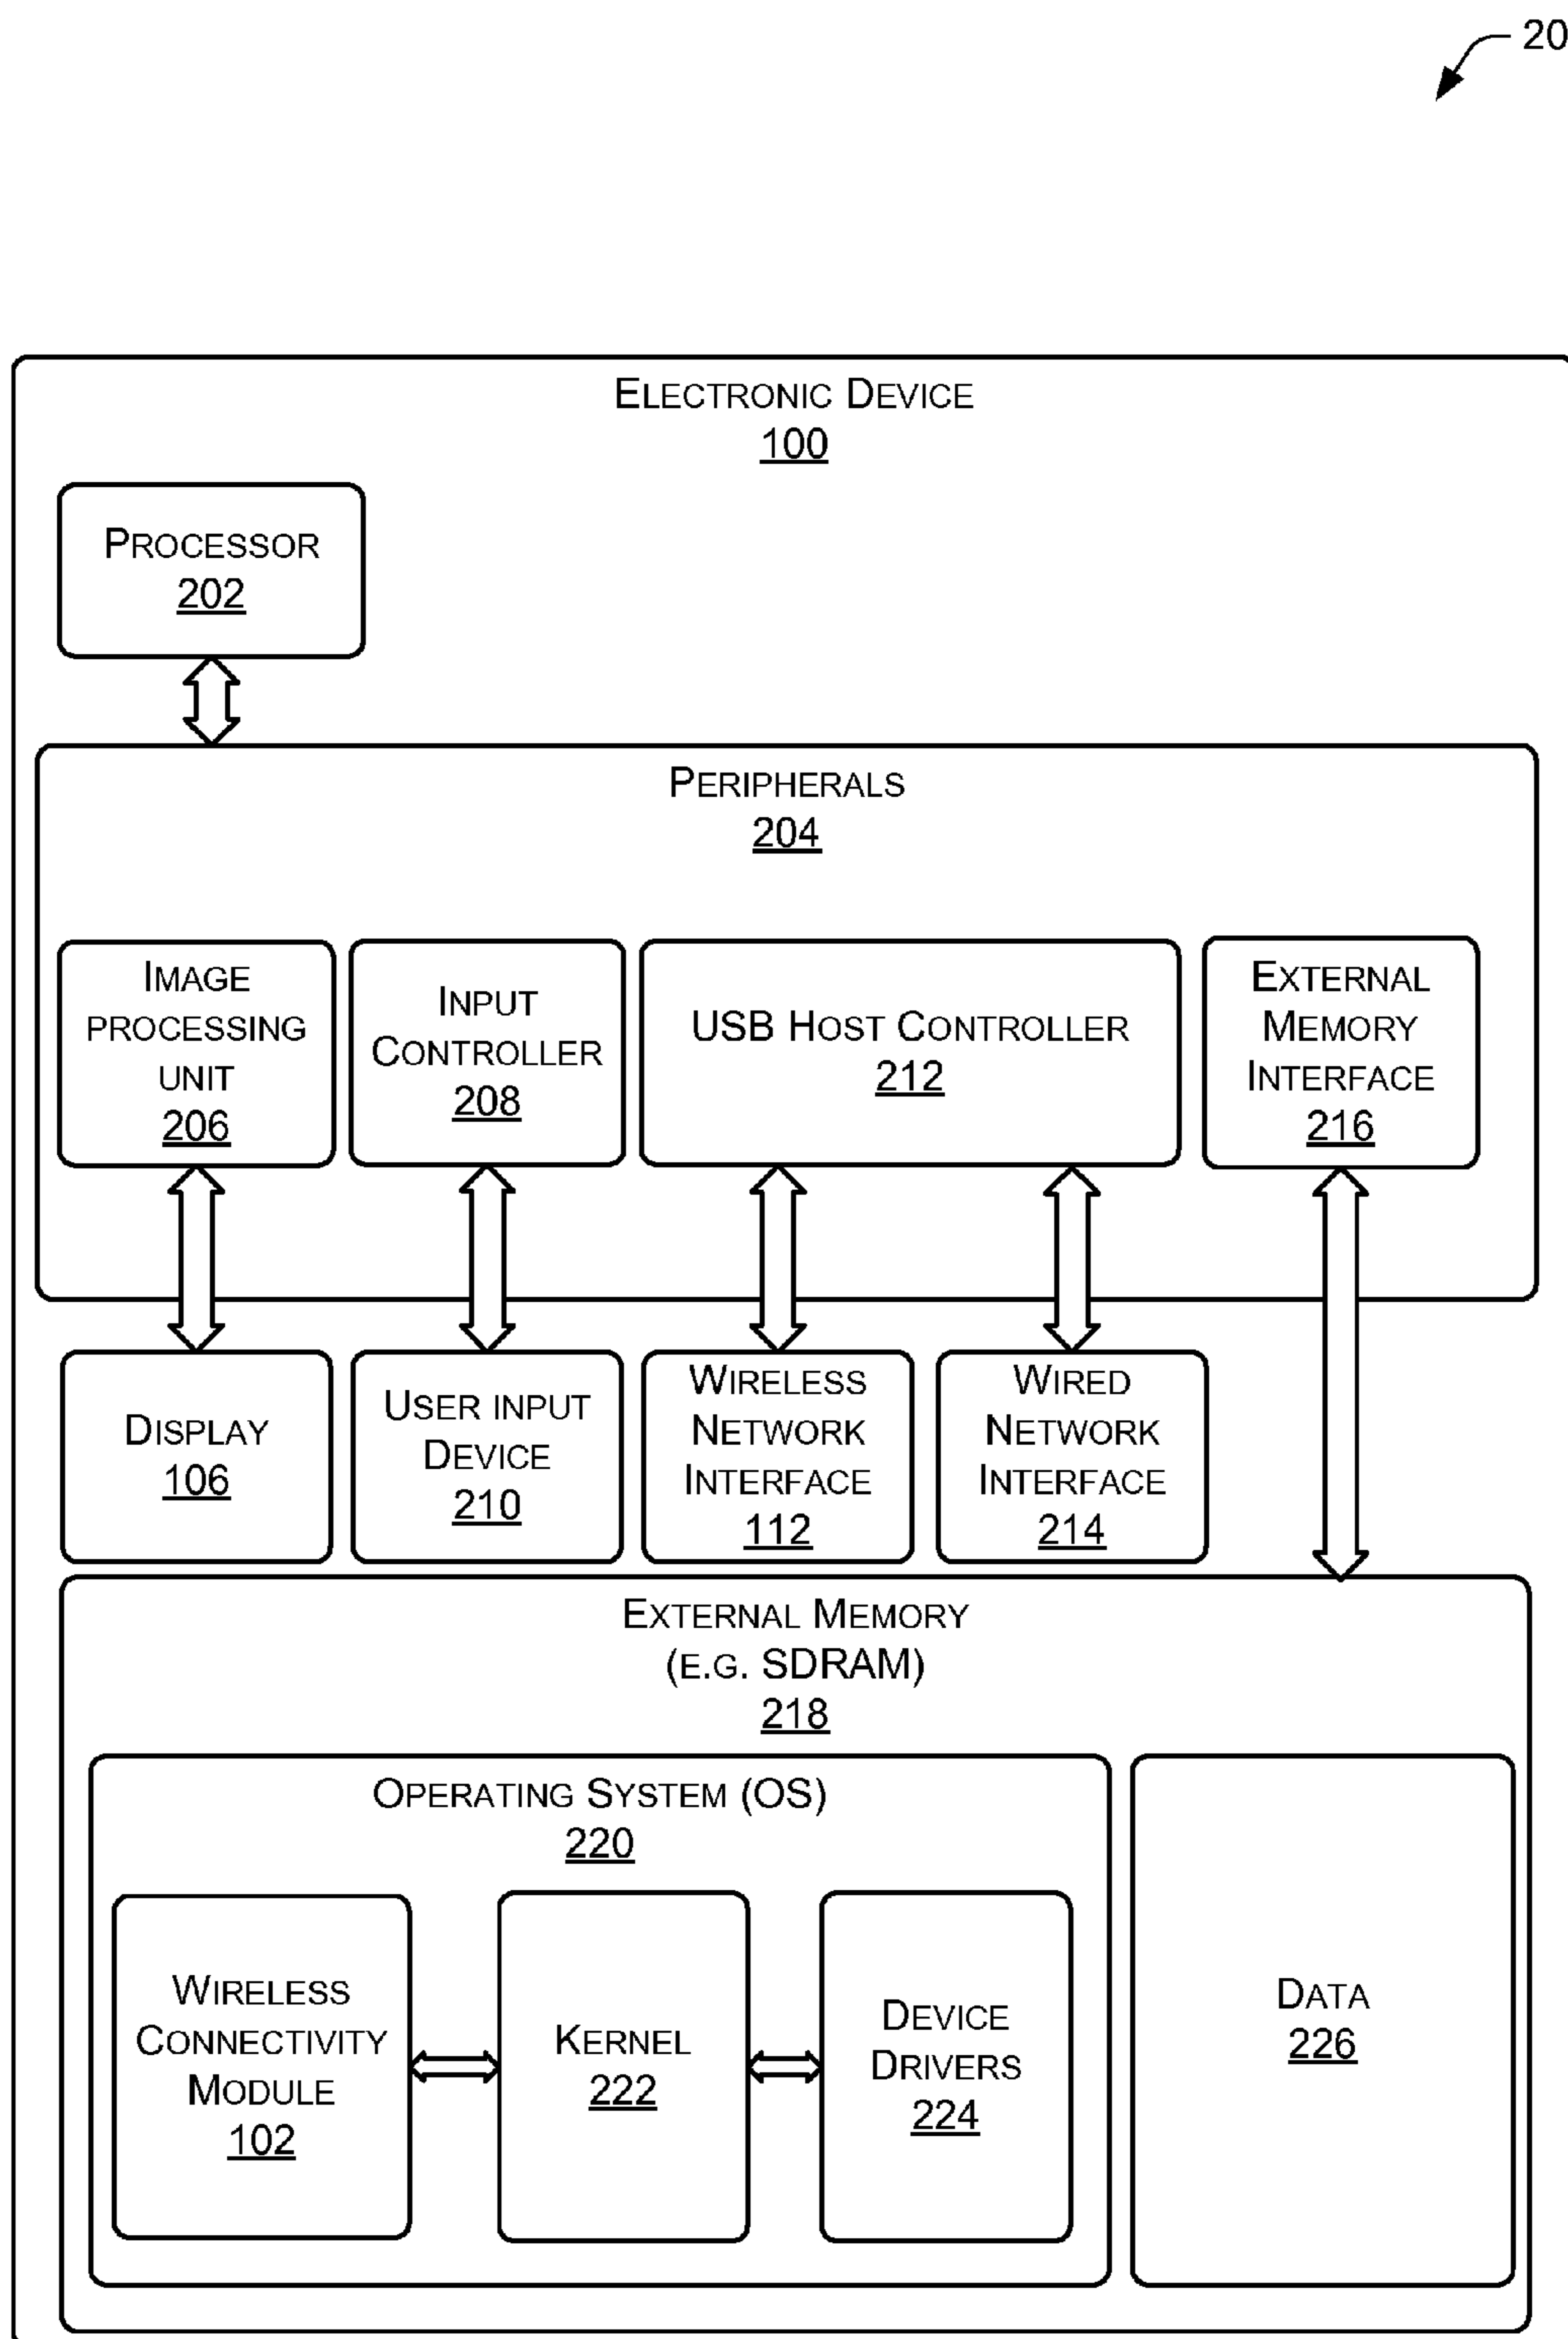 20
ELECTRONIC DEVICE
100
PROCESSOR
202
PERIPHERALS
204
IMAGE
PROCESSING
UNIT
206
INPUT
CONTROLLER
208
USB HOST CONTROLLER
212
EXTERNAL
MEMORY
INTERFACE
216
DISPLAY
106
USER INPUT
DEVICE
210
WIRELESS
NETWORK
INTERFACE
112
WIRED
NETWORK
INTERFACE
214
EXTERNAL MEMORY
(E.G. SDRAM)
218
OPERATING SYSTEM (OS)
220
WIRELESS
CONNECTIVITY
MODULE
102
KERNEL
222
DEVICE
DRIVERS
224
DATA
226